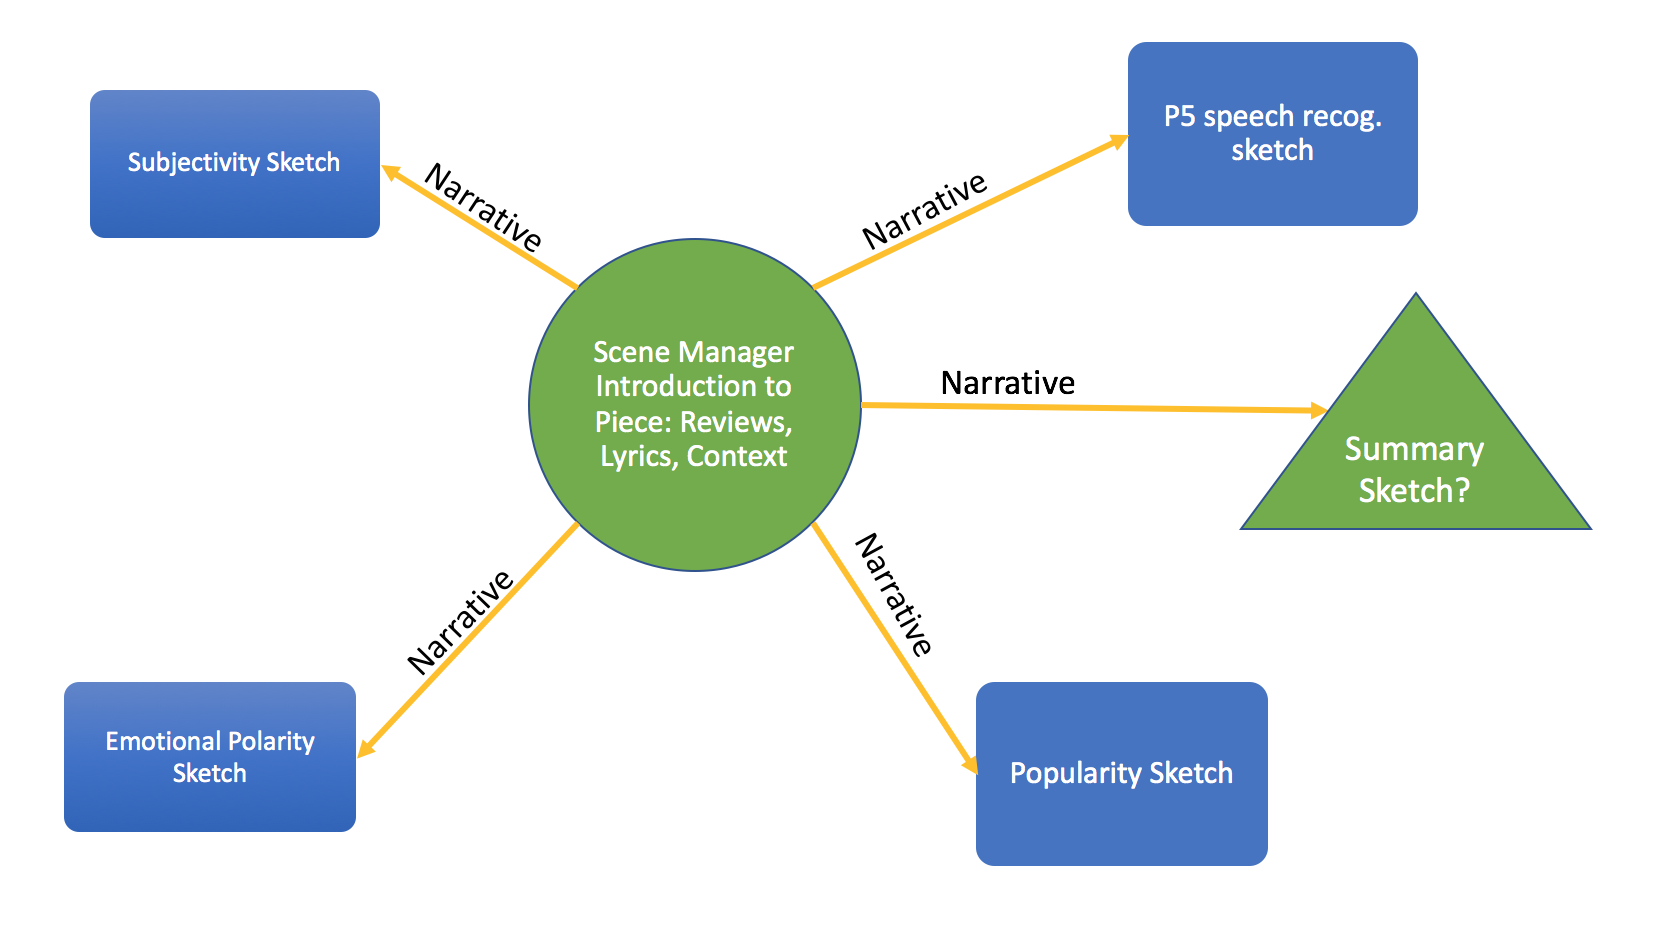 P5 speech recog.
sketch
Subjectivity Sketch
Narrative
Narrative
Scene Manager
Introduction to
Piece: Reviews,
Lyrics, Context
Narrative
Summary
Sketch?
Narrative
Narrative
Emotional Polarity
Sketch
Popularity Sketch